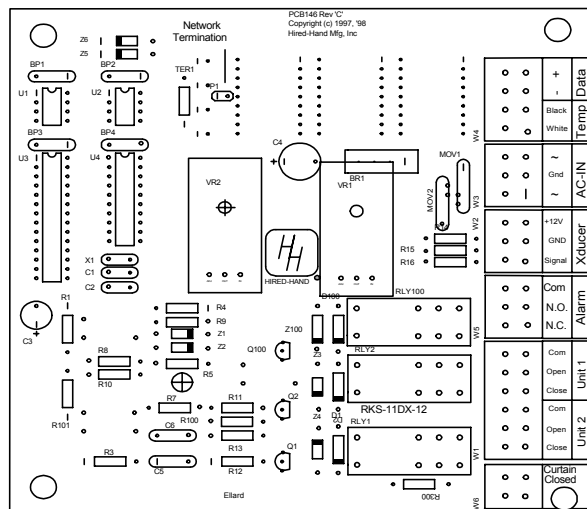 PCB146 Rev 'C'
Copyright (c) 1997, '98
Hired-Hand Mfg, Inc
Network
Termination
Z6
Z5
BP1
BP2
TER1
P1
U1
U2
BP3
BP4
U3
U4
C4
+
BR1
VR2
VR1
MOV1
MOV2
W4
W3
W2
R15
R16
X1
C1
C2
HH
HIRED-HAND
R1
C3
+
R4
R9
Z1
Z2
R5
R8
R10
R101
R7
R11
R100
R13
R12
R3
C6
C5
Z100
D100
Q100
Z3
Q2
Z4
D1
D2
Q1
RLY100
RLY2
RKS-11DX-12
RLY1
R300
W5
W1
W6
Ellard
+
-
Data
Black
White
Temp
~
Gnd
~
AC-IN
+12V
GND
Signal
Xducer
Com
N.O.
N.C.
Alarm
Com
Open
Close
Unit 1
Com
Open
Close
Unit 2
Curtain
Closed